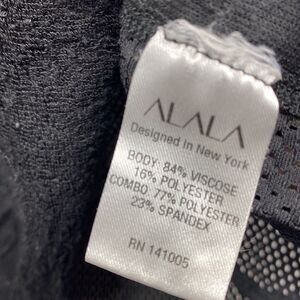 ALALA
Designed in New York
BODY: 84% VISCOSE
16% POLYESTER
COMBO: 77% POLYESTER
23% SPANDEX
RN 141005